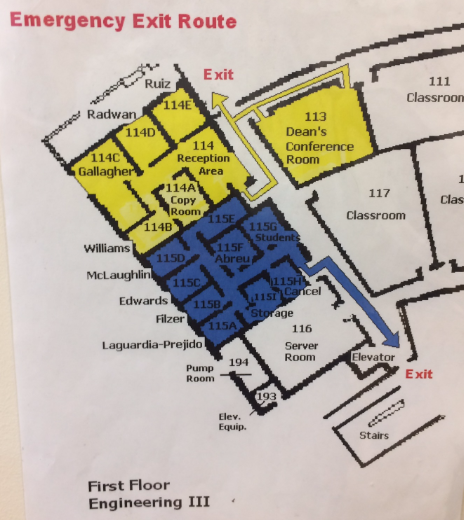 Emergency Exit Route
Exit
Ruiz
114E
Radwan
114D
111
Classroom
113
Dean's
Conference
Room
114
Reception
Area
114C
Gallagher
114A
Copy
Room
117
Classroom
114B
115E
115G
Students
Williams
115D
115F
Abreu
McLaughlin
115C
115H
Cancel
115I
Storage
Edwards
115B
Filzer
115A
Laguardia-Prejido
116
Server
Room
194
Pump
Room
Elevator
Exit
193
Elev.
Equip.
Stairs
First Floor
Engineering III